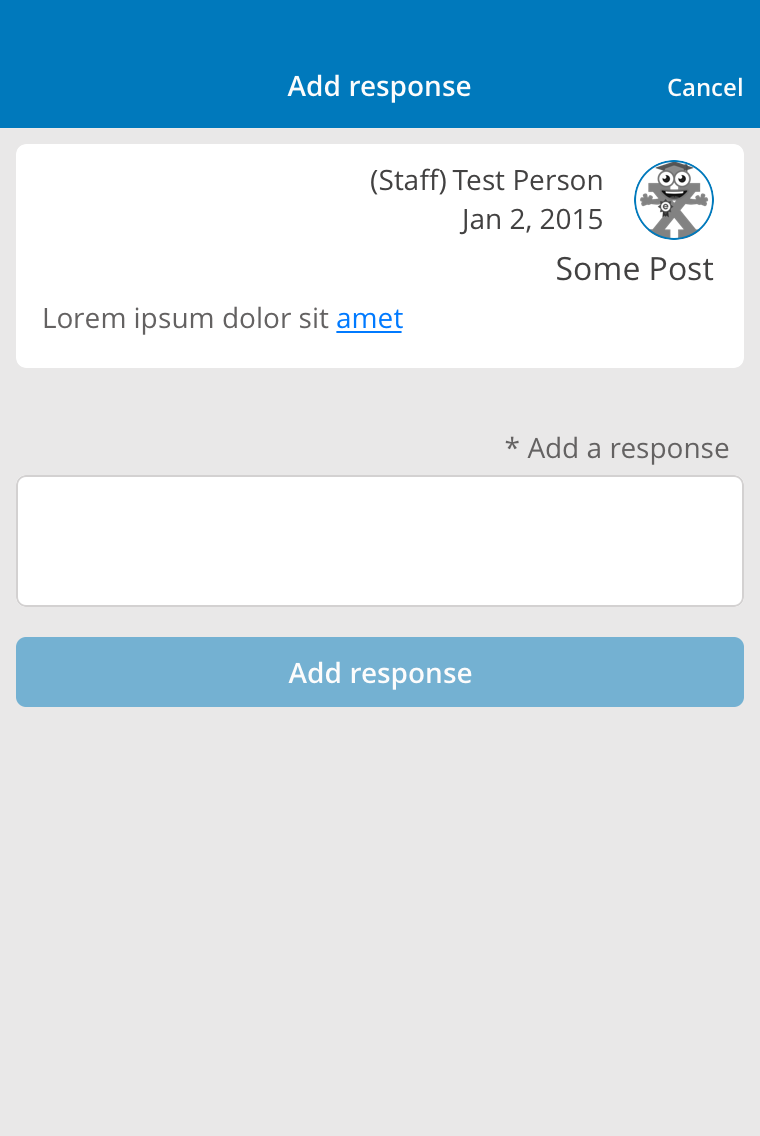 Add response
Cancel
(Staff) Test Person
Jan 2, 2015
Some Post
Lorem ipsum dolor sit amet
* Add a response
Add response